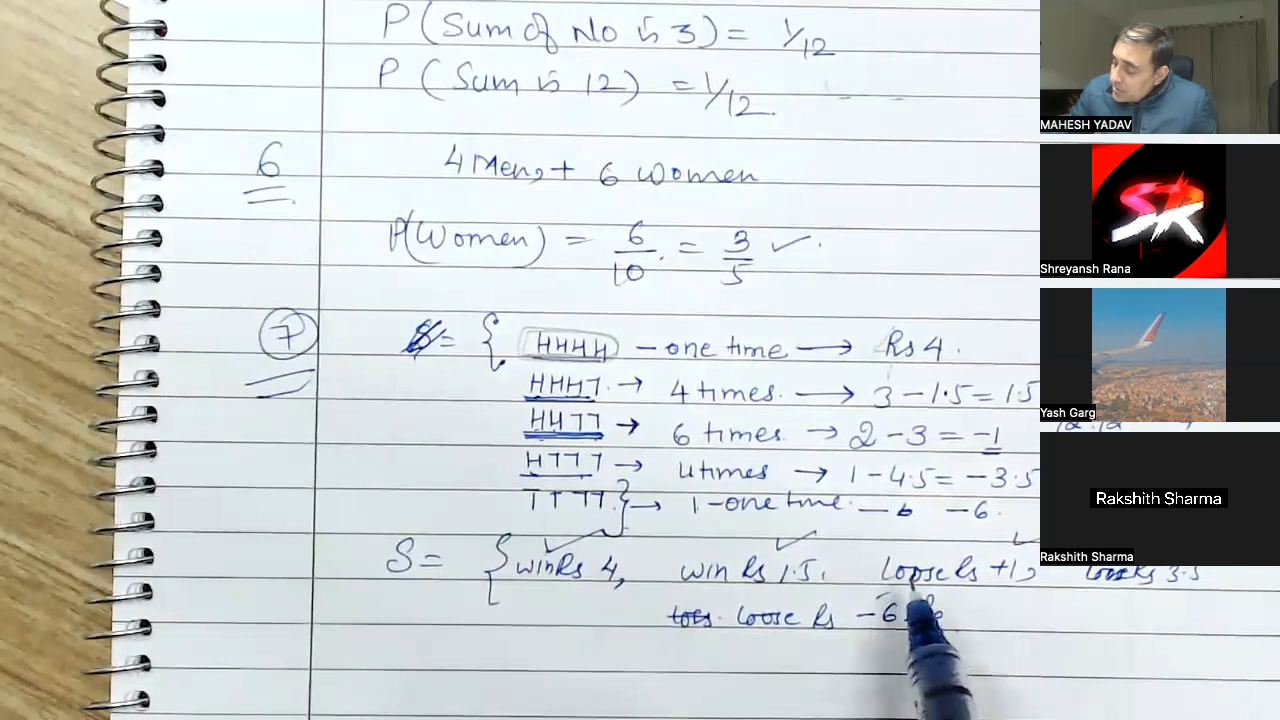 P(Sum of No is 3) = 1/12
P(Sum is 12) = 1/12.
6
4 Men, + 6 women
P(Women) = 6/10. = 3/5 ✓.
7
= { HHHH - one time → Rs 4.
HHHT. → 4 times. → 3 - 1.5 = 1.5
HHTT → 6 times. → 2 - 3 = -1
HTTT → 4 times → 1 - 4.5 = -3.5
TTTT } → 1 - one time. - -6.
S = { win Rs 4, win Rs 1.5, loose Rs +1, Rs 3.5
loose Rs -6
MAHESH YADAV
SR
Shreyansh Rana
Yash Garg
Rakshith Sharma
Rakshith Sharma